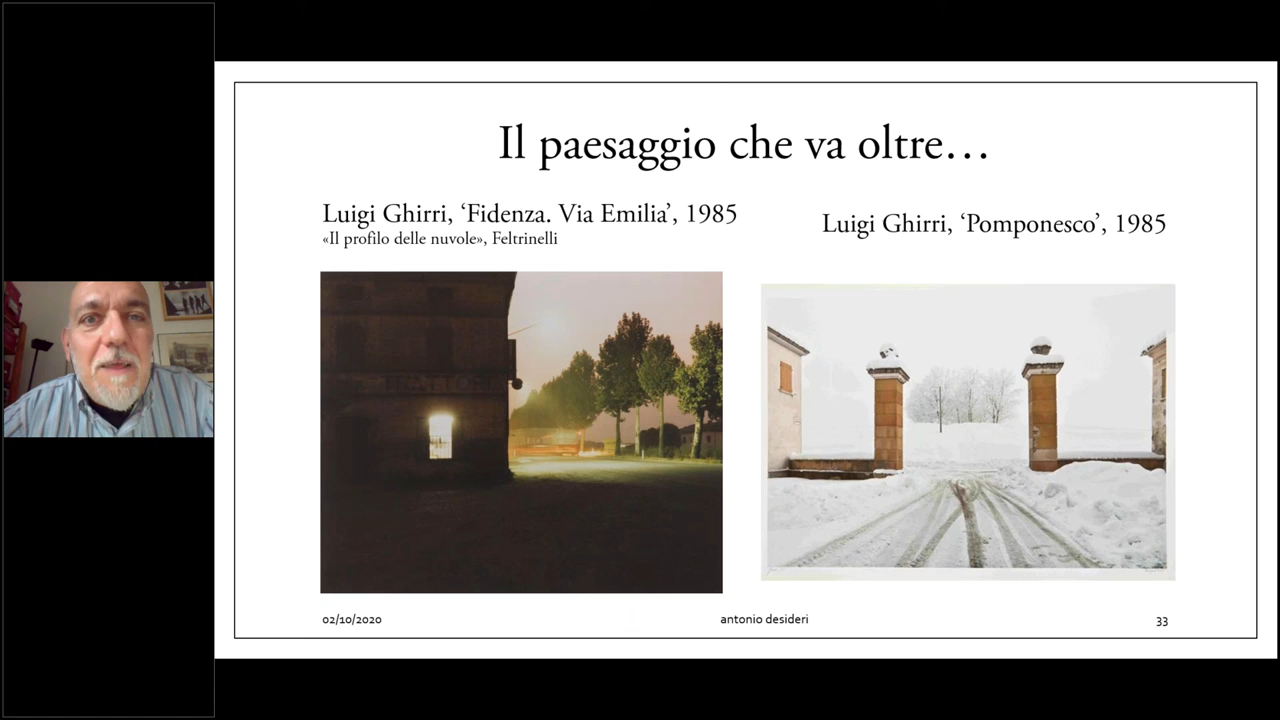 Il paesaggio che va oltre…
Luigi Ghirri, ‘Fidenza. Via Emilia’, 1985
«Il profilo delle nuvole», Feltrinelli
Luigi Ghirri, ‘Pomponesco’, 1985
02/10/2020
antonio desideri
33